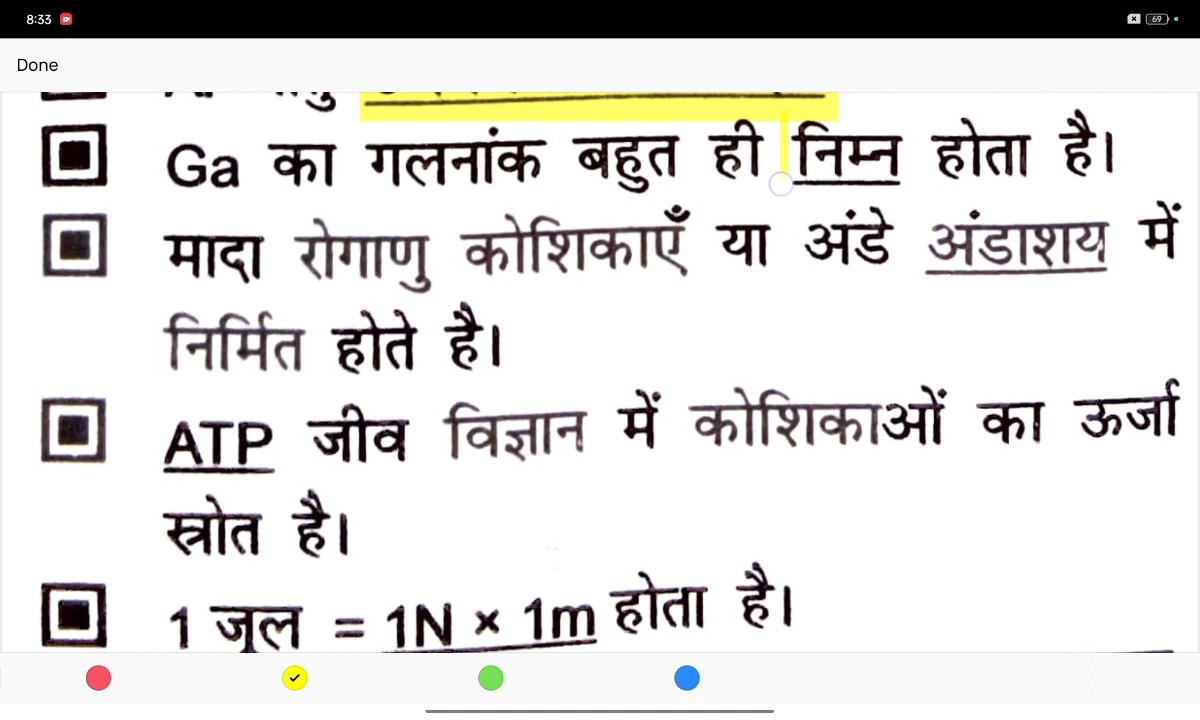 8:33
69
Done
Ga का गलनांक बहुत ही निम्न होता है।
मादा रोगाणु कोशिकाएँ या अंडे अंडाशय में
निर्मित होते है।
ATP जीव विज्ञान में कोशिकाओं का ऊर्जा
स्रोत है।
1 जूल = 1N × 1m होता है।